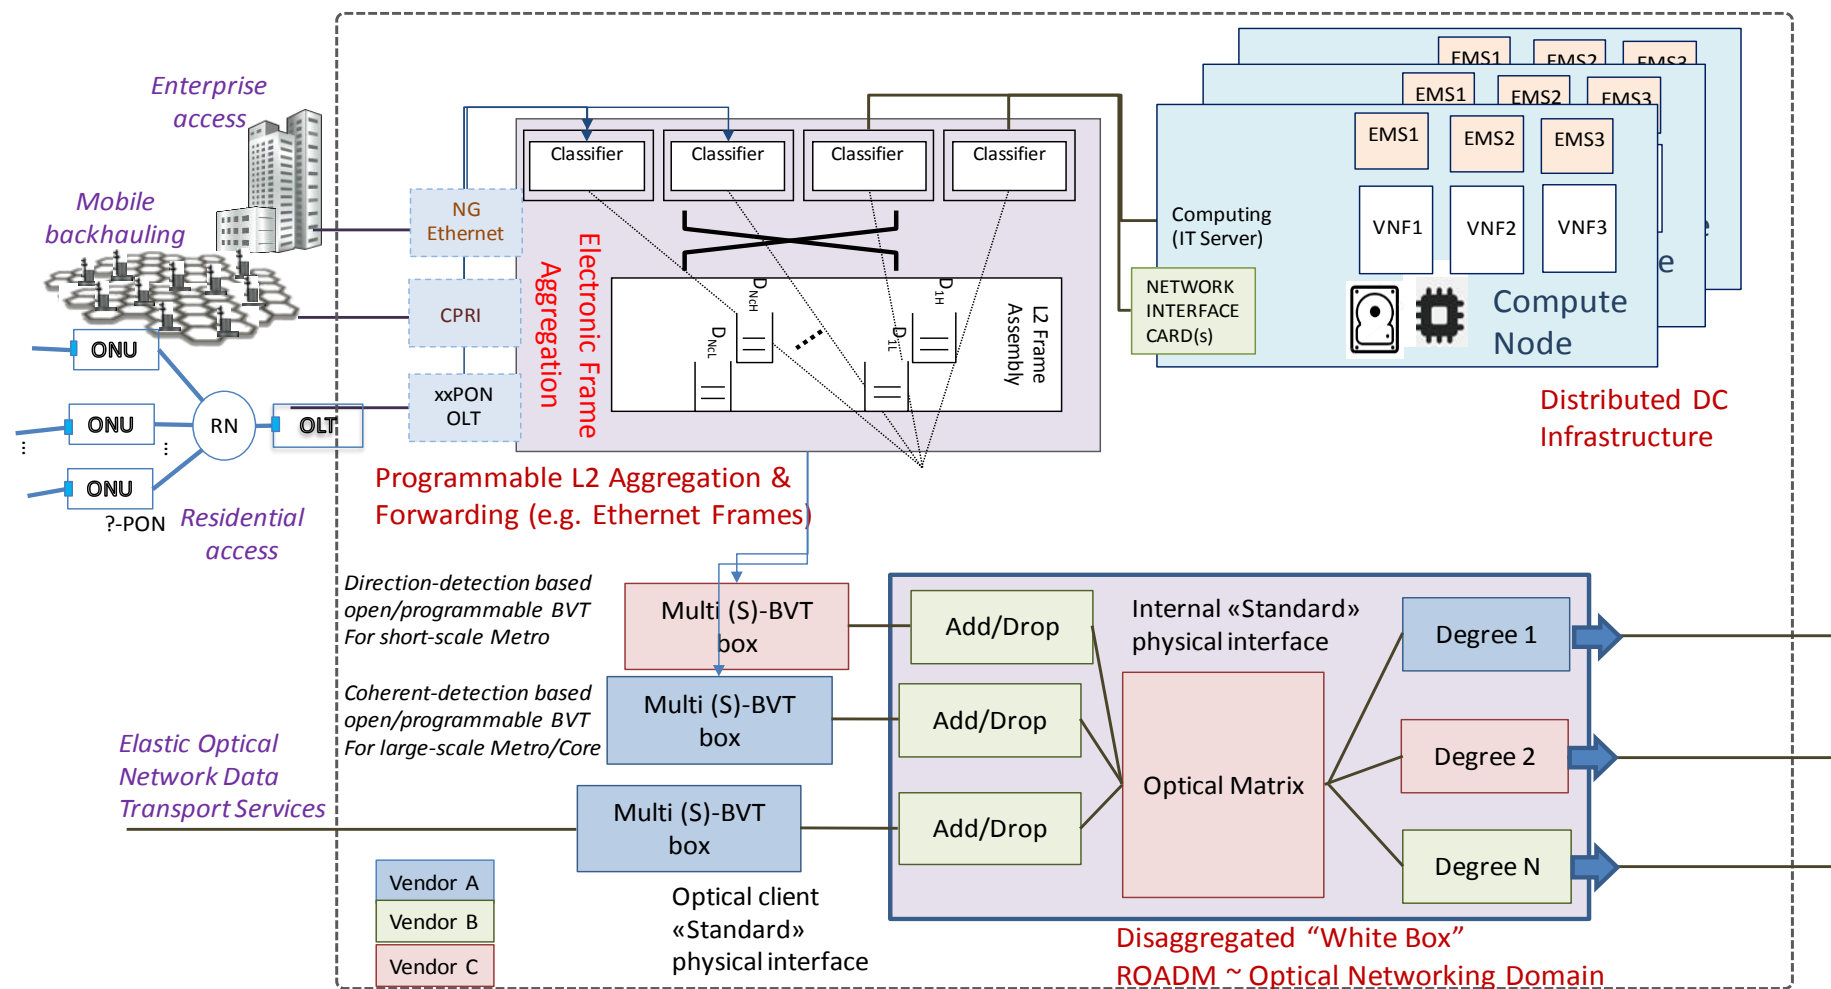 Enterprise
access
Mobile
backhauling
ONU
ONU
ONU
...
...
RN
OLT
?-PON
Residential
access
NG
Ethernet
CPRI
xxPON
OLT
Classifier
Classifier
Classifier
Classifier
Electronic Frame
Aggregation
L2 Frame
Assembly
DNcH
DNcL
D1H
D1L
Programmable L2 Aggregation &
Forwarding (e.g. Ethernet Frames)
EMS1
EMS2
EMS3
EMS1
EMS2
EMS3
EMS1
EMS2
EMS3
VNF1
VNF2
VNF3
Computing
(IT Server)
NETWORK
INTERFACE
CARD(s)
Compute
Node
e
e
Distributed DC
Infrastructure
Direction-detection based
open/programmable BVT
For short-scale Metro
Multi (S)-BVT
box
Coherent-detection based
open/programmable BVT
For large-scale Metro/Core
Multi (S)-BVT
box
Elastic Optical
Network Data
Transport Services
Multi (S)-BVT
box
Optical client
«Standard»
physical interface
Vendor A
Vendor B
Vendor C
Add/Drop
Add/Drop
Add/Drop
Internal «Standard»
physical interface
Optical Matrix
Degree 1
Degree 2
Degree N
Disaggregated “White Box”
ROADM ~ Optical Networking Domain